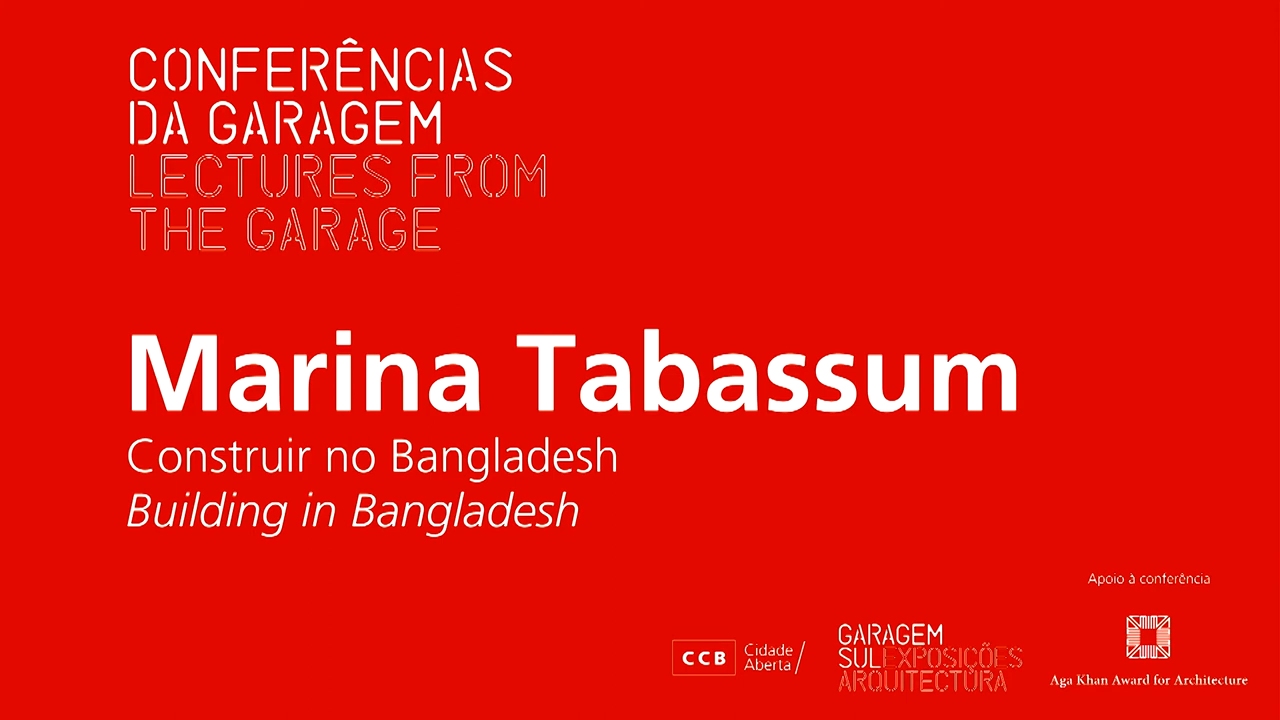 CONFERÊNCIAS
DA GARAGEM
LECTURES FROM
THE GARAGE
Marina Tabassum
Construir no Bangladesh
Building in Bangladesh
Apoio à conferência
CCB
Cidade
Aberta/
GARAGEM
SUL EXPOSIÇÕES
ARQUITECTURA
Aga Khan Award for Architecture